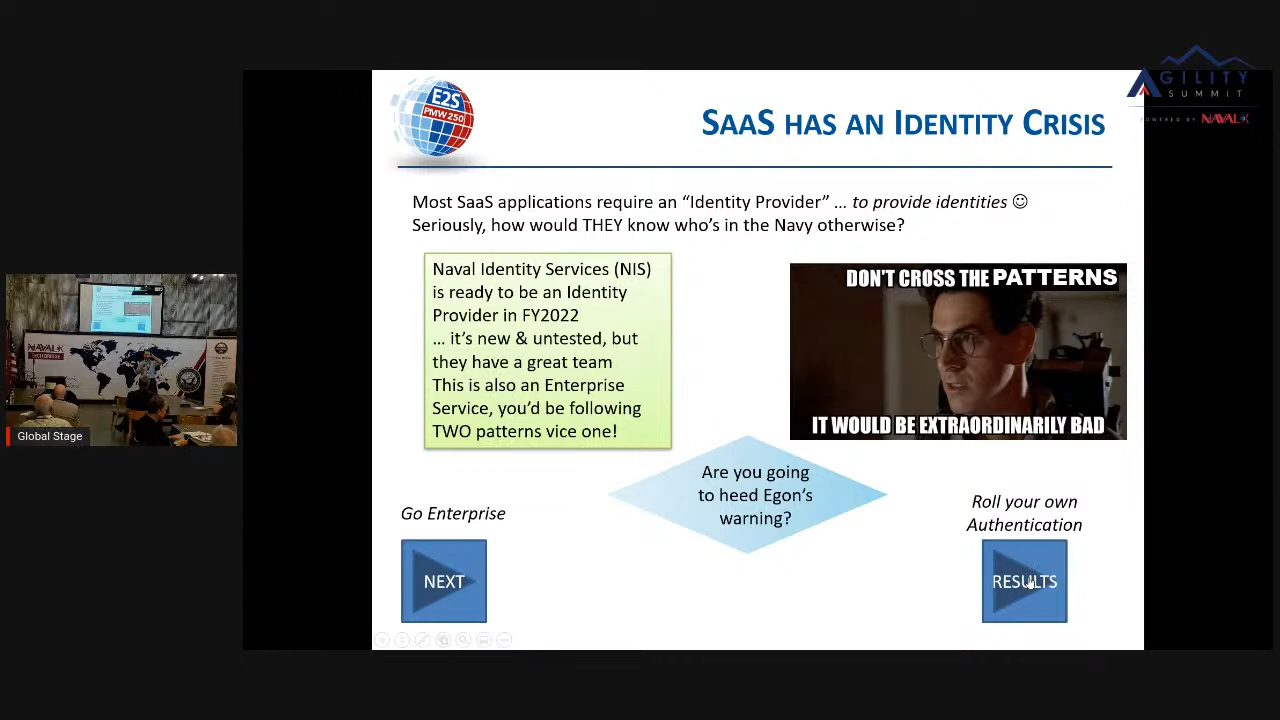 E2S
PMW 250
SAAS HAS AN IDENTITY CRISIS
AGILITY
SUMMIT
POWERED BY NAVALX
Most SaaS applications require an “Identity Provider” … to provide identities ☺
Seriously, how would THEY know who’s in the Navy otherwise?
Naval Identity Services (NIS)
is ready to be an Identity
Provider in FY2022
… it’s new & untested, but
they have a great team
This is also an Enterprise
Service, you’d be following
TWO patterns vice one!
DON'T CROSS THE PATTERNS
IT WOULD BE EXTRAORDINARILY BAD
NAVALX
TECH BRIDGE
Global Stage
Are you going
to heed Egon’s
warning?
Go Enterprise
NEXT
Roll your own
Authentication
RESULTS